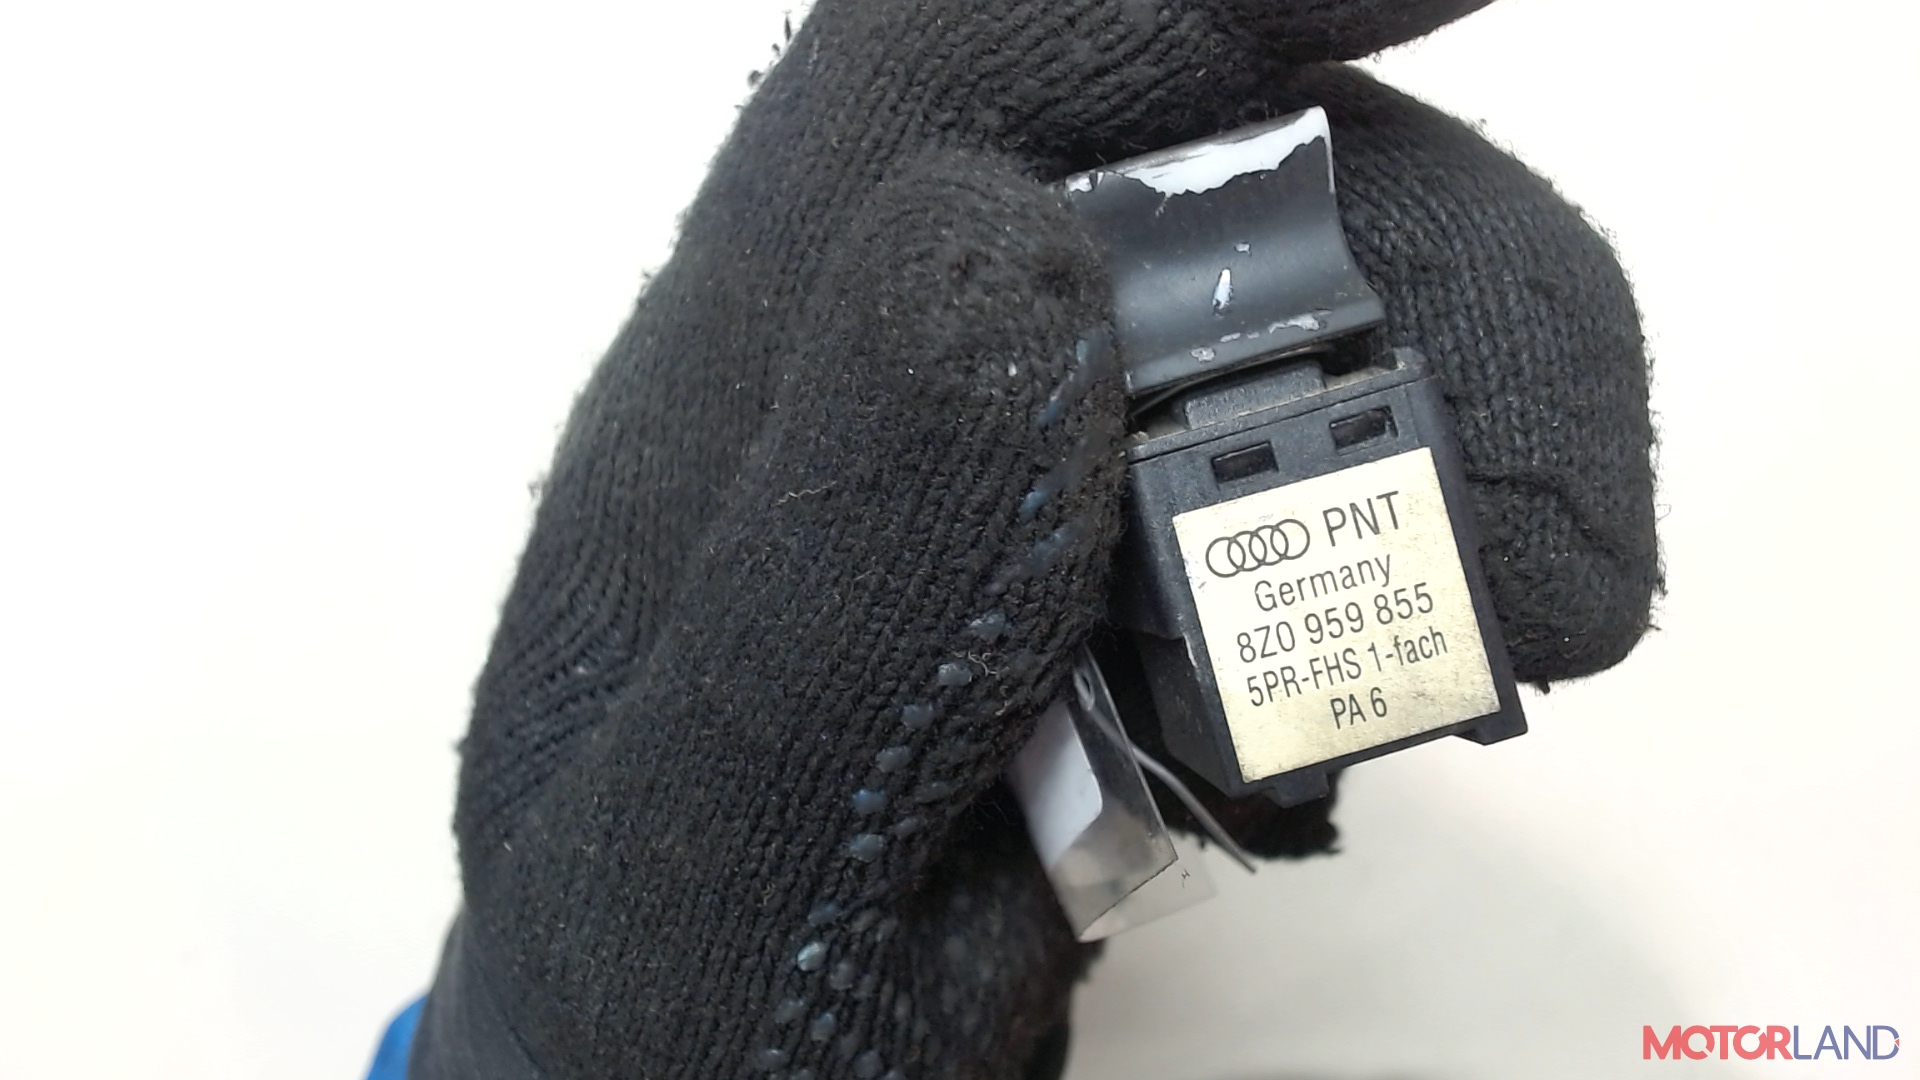 PNT
Germany
8Z0 959 855
5PR-FHS 1-fach
PA 6
MOTORLAND